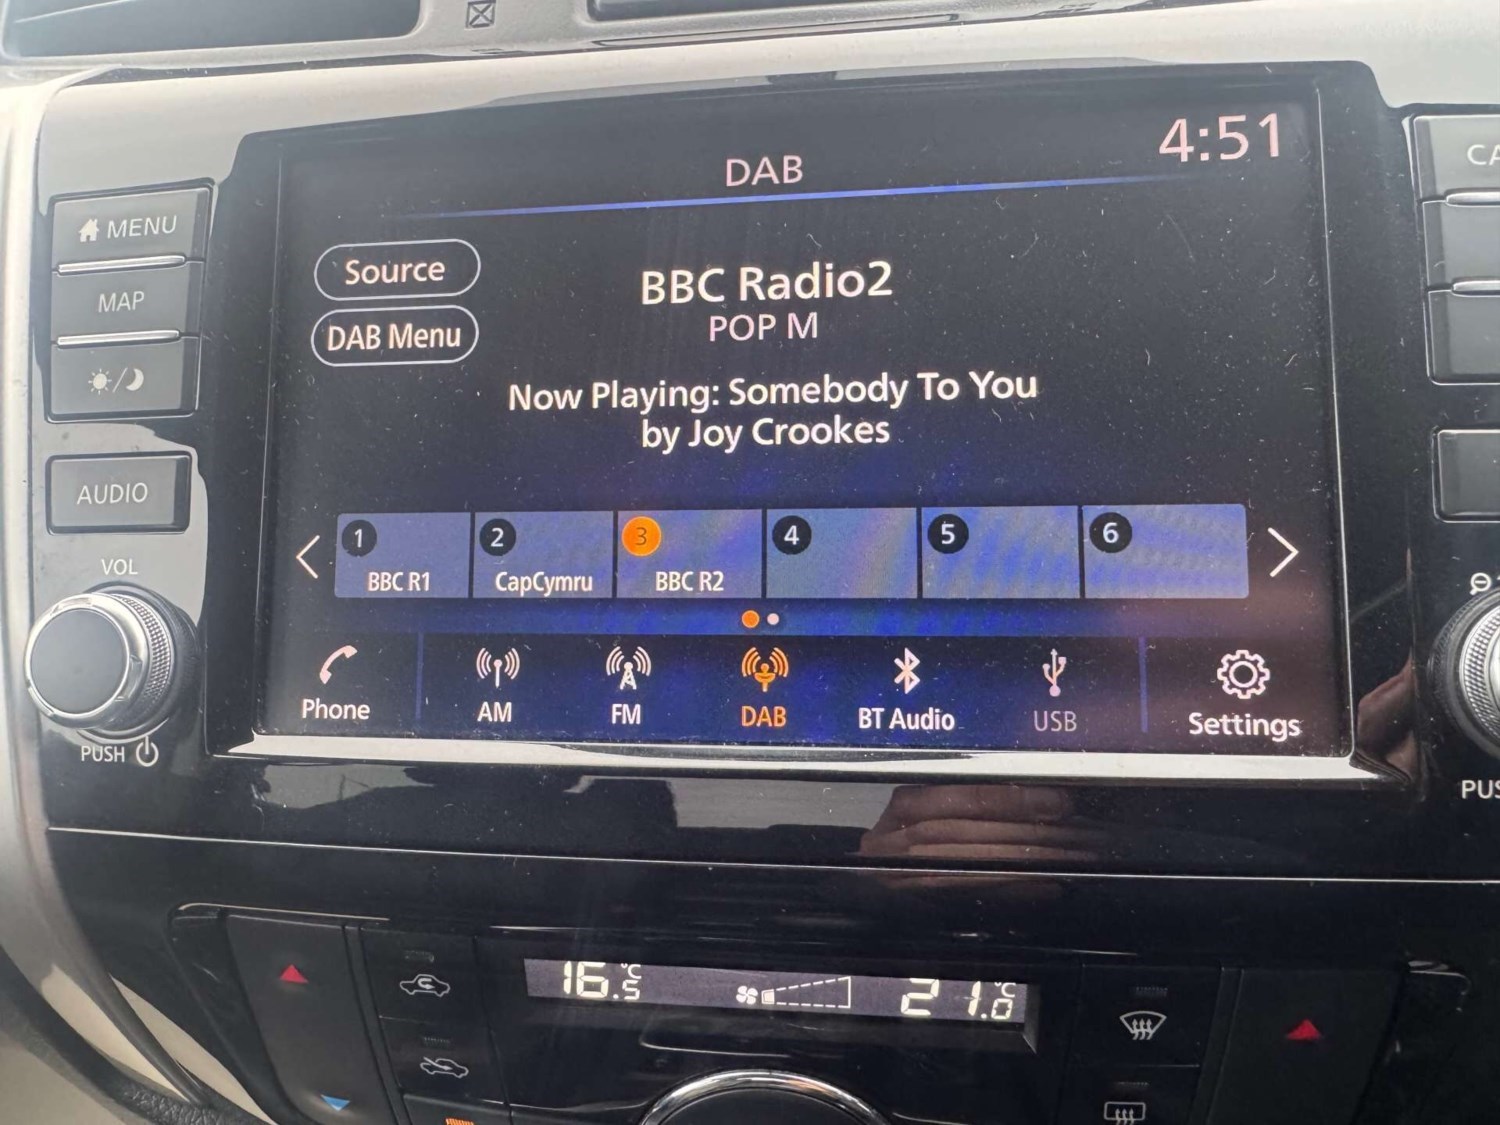 DAB
4:51
MENU
MAP
AUDIO
VOL
PUSH
Source
DAB Menu
BBC Radio2
POP M
Now Playing: Somebody To You
by Joy Crookes
1
BBC R1
2
CapCymru
3
BBC R2
4
5
6
Phone
AM
FM
DAB
BT Audio
USB
Settings
CA
PUS
16.5 °C
21.0 °C